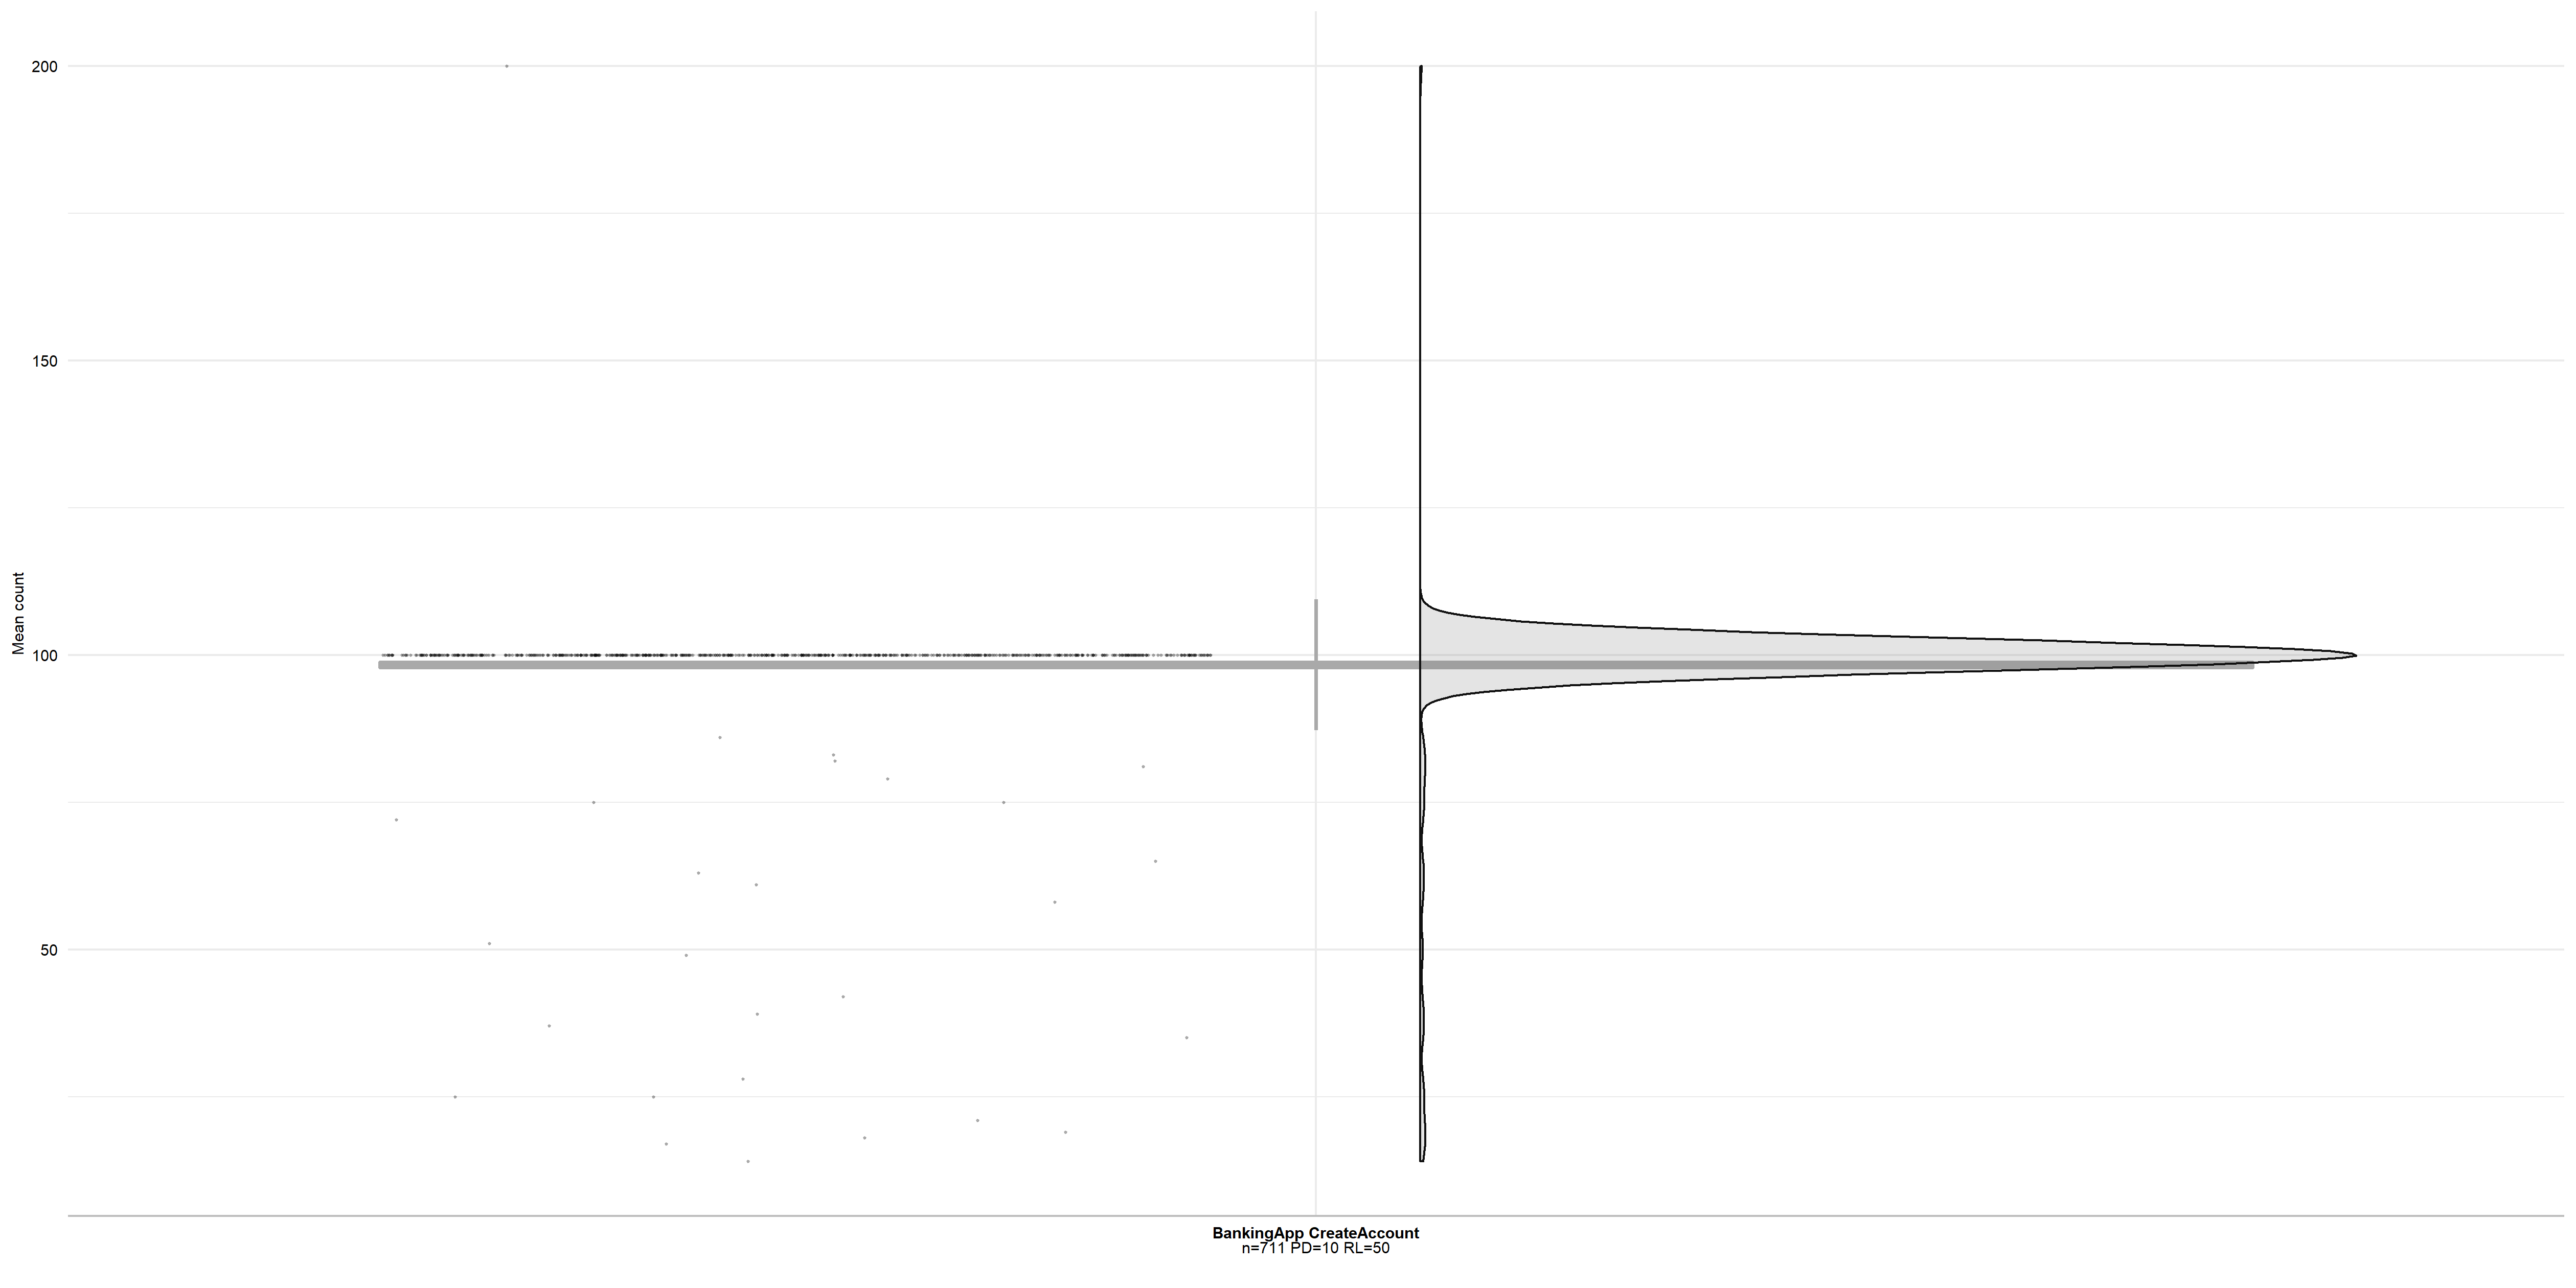 200
150
100
50
Mean count
BankingApp CreateAccount
n=711 PD=10 RL=50